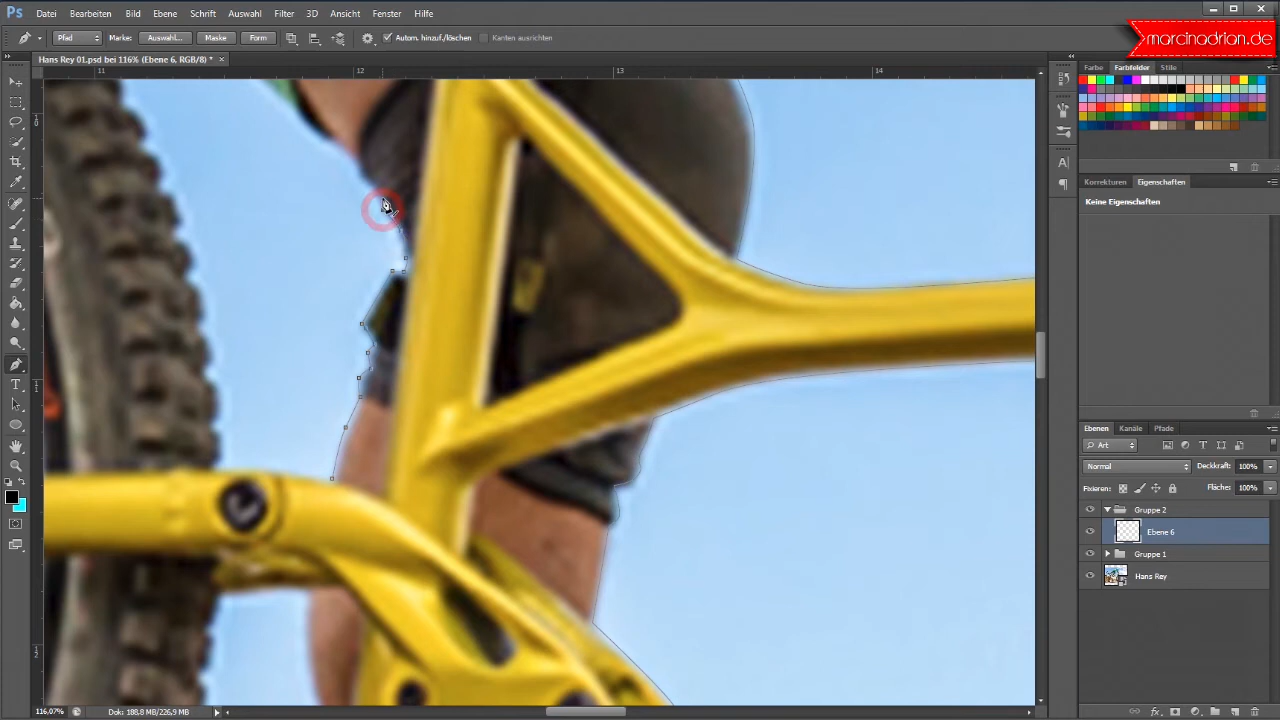 Ps Datei Bearbeiten Bild Ebene Schrift Auswahl Filter 3D Ansicht Fenster Hilfe
Pfad Marke: Auswahl... Maske Form Autom. hinzuf./löschen Kanten ausrichten
marcinadrian.de
Hans Rey 01.psd bei 116% (Ebene 6, RGB/8) *
11 12 13 14
Farbe Farbfelder Stile
Korrekturen Eigenschaften
Keine Eigenschaften
Ebenen Kanäle Pfade
Art
Normal Deckkraft: 100%
Fixieren: Fläche: 100%
Gruppe 2
Ebene 6
Gruppe 1
Hans Rey
116,07% Dok: 188,8 MB/226,9 MB